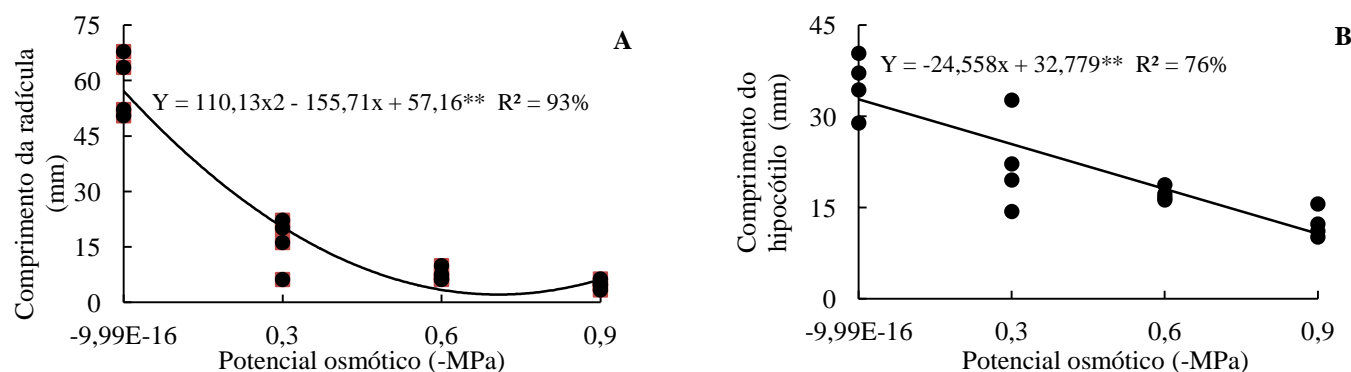 A
Comprimento da radícula
(mm)
75
60
45
30
15
0
Y = 110,13x2 - 155,71x + 57,16** R² = 93%
-9,99E-16 0,3 0,6 0,9
Potencial osmótico (-MPa)
B
Comprimento do
hipocótilo (mm)
45
30
15
0
Y = -24,558x + 32,779** R² = 76%
-9,99E-16 0,3 0,6 0,9
Potencial osmótico (-MPa)